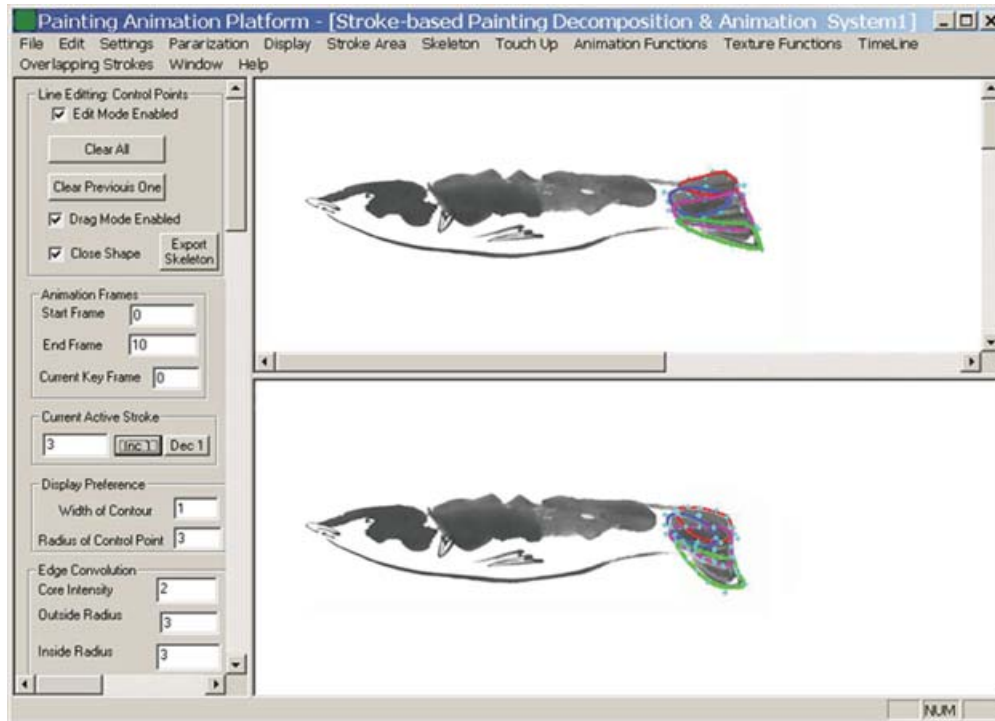 Painting Animation Platform - [Stroke-based Painting Decomposition & Animation System1]
File Edit Settings Pararization Display Stroke Area Skeleton Touch Up Animation Functions Texture Functions TimeLine
Overlapping Strokes Window Help
Line Editting: Control Points
Edit Mode Enabled
Clear All
Clear Previouis One
Drag Mode Enabled
Close Shape
Export
Skeleton
Animation Frames
Start Frame 0
End Frame 10
Current Key Frame 0
Current Active Stroke
3 Inc 1 Dec 1
Display Preference
Width of Contour 1
Radius of Control Point 3
Edge Convolution
Core Intensity 2
Outside Radius 3
Inside Radius 3
NUM